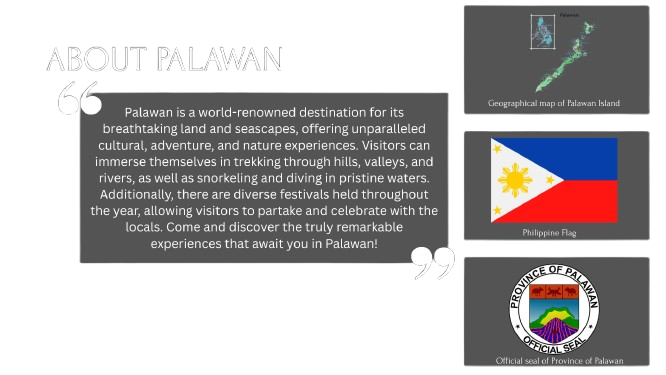 ABOUT PALAWAN
Palawan is a world-renowned destination for its
breathtaking land and seascapes, offering unparalleled
cultural, adventure, and nature experiences. Visitors can
immerse themselves in trekking through hills, valleys, and
rivers, as well as snorkeling and diving in pristine waters.
Additionally, there are diverse festivals held throughout
the year, allowing visitors to partake and celebrate with the
locals. Come and discover the truly remarkable
experiences that await you in Palawan!
Palawan
Geographical map of Palawan Island
Philippine Flag
PROVINCE OF PALAWAN
OFFICIAL SEAL
Official seal of Province of Palawan